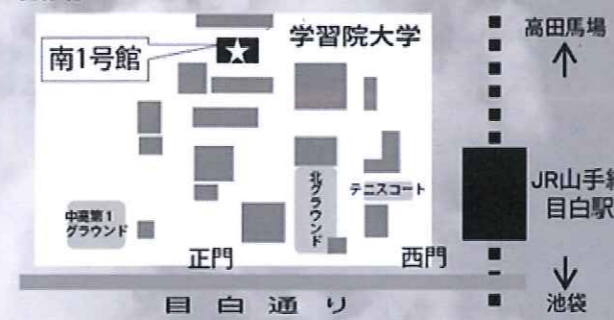 学習院大学
南1号館
高田馬場
JR山手
目白駅
池袋
北グラウンド
テニスコート
中高第1
グラウンド
正門
西門
目白通り